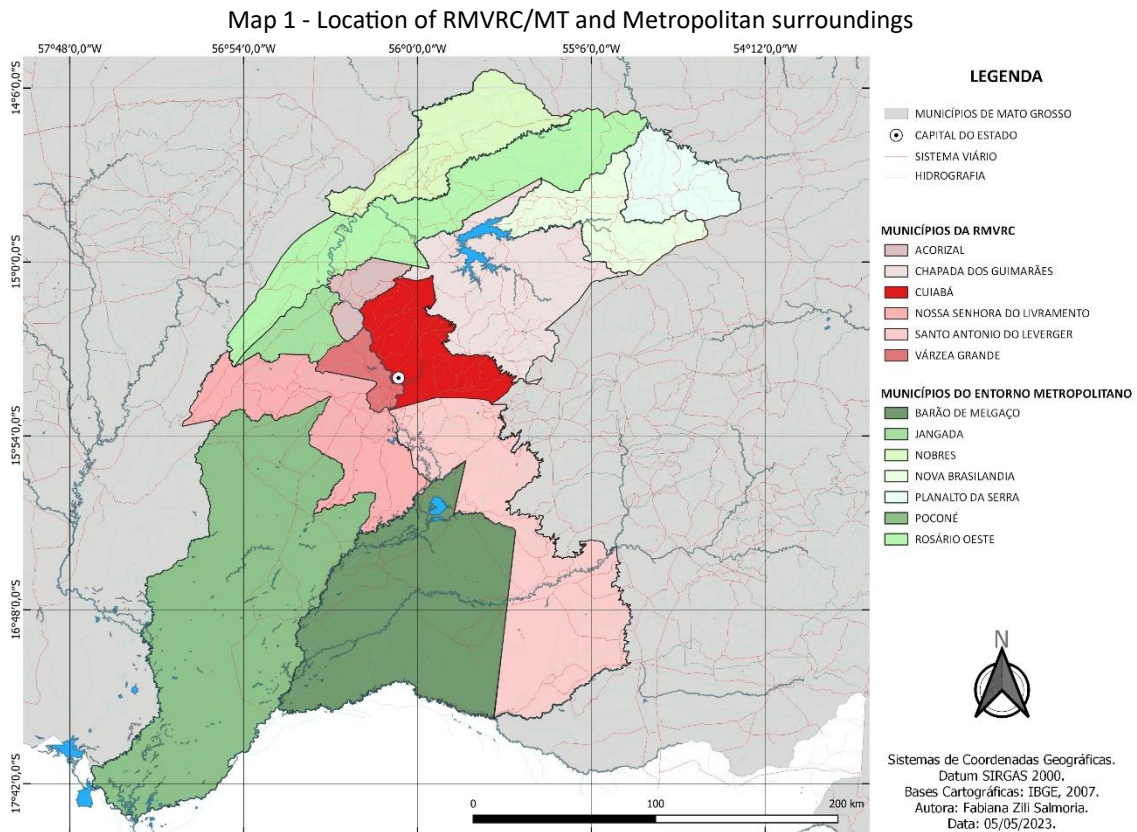 Map 1 - Location of RMVRC/MT and Metropolitan surroundings
57°48'0,0"W 56°54'0,0"W 56°0'0,0"W 55°6'0,0"W 54°12'0,0"W
14°6'0,0"S
15°0'0,0"S
15°54'0,0"S
16°48'0,0"S
17°42'0,0"S
0 100 200 km
LEGENDA
MUNICÍPIOS DE MATO GROSSO
CAPITAL DO ESTADO
SISTEMA VIÁRIO
HIDROGRAFIA
MUNICÍPIOS DA RMVRC
ACORIZAL
CHAPADA DOS GUIMARÃES
CUIABÁ
NOSSA SENHORA DO LIVRAMENTO
SANTO ANTONIO DO LEVERGER
VÁRZEA GRANDE
MUNICÍPIOS DO ENTORNO METROPOLITANO
BARÃO DE MELGAÇO
JANGADA
NOBRES
NOVA BRASILANDIA
PLANALTO DA SERRA
POCONÉ
ROSÁRIO OESTE
N
Sistemas de Coordenadas Geográficas.
Datum SIRGAS 2000.
Bases Cartográficas: IBGE, 2007.
Autora: Fabiana Zili Salmoria.
Data: 05/05/2023.